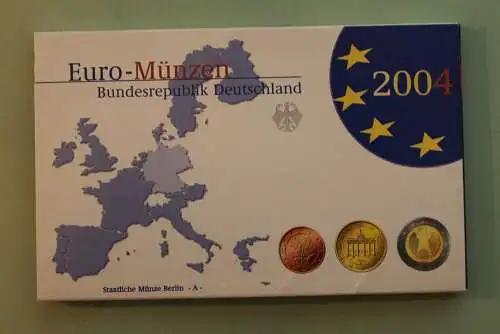 Euro-Münzen
Bundesrepublik Deutschland
2004
Staatliche Münze Berlin - A -